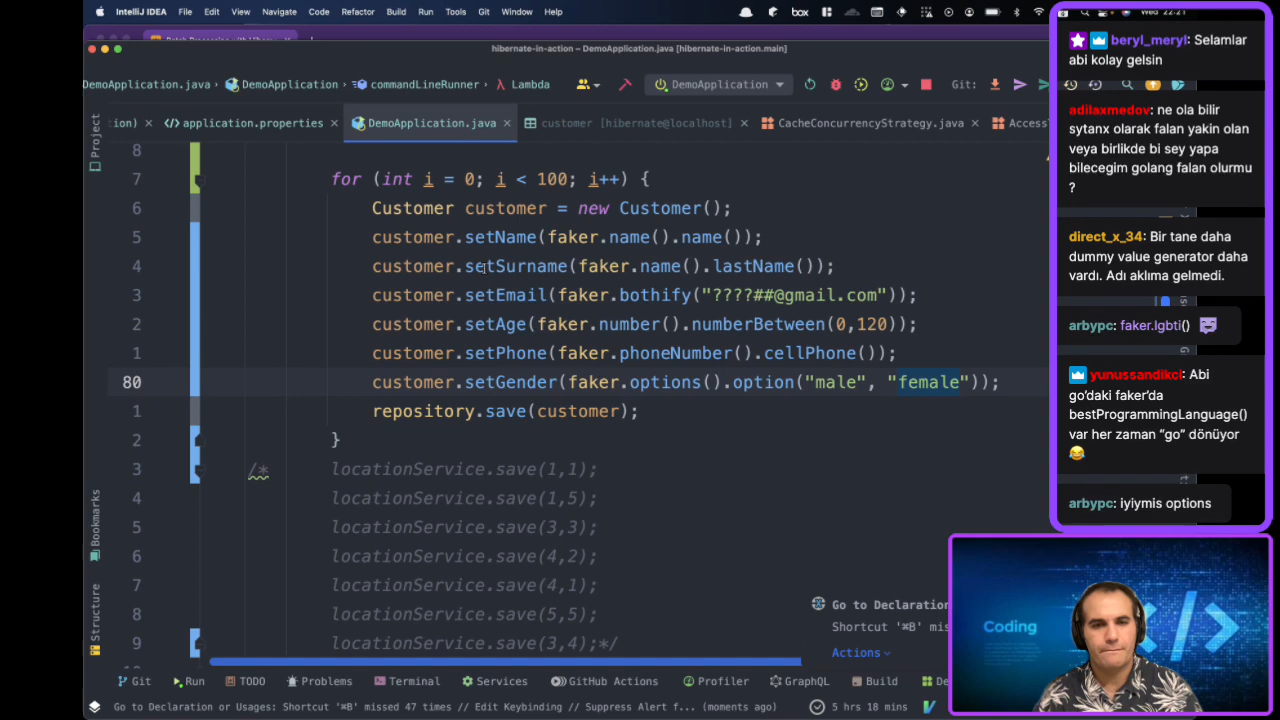 IntelliJ IDEA File Edit View Navigate Code Refactor Build Run Tools Git Window Help
box
Wed 22:21
hibernate-in-action – DemoApplication.java [hibernate-in-action.main]
DemoApplication.java DemoApplication commandLineRunner Lambda DemoApplication Git:
Project
ion) application.properties DemoApplication.java customer [hibernate@localhost] CacheConcurrencyStrategy.java Access
8
7 for (int i = 0; i < 100; i++) {
6 Customer customer = new Customer();
5 customer.setName(faker.name().name());
4 customer.setSurname(faker.name().lastName());
3 customer.setEmail(faker.bothify("????##@gmail.com"));
2 customer.setAge(faker.number().numberBetween(0,120));
1 customer.setPhone(faker.phoneNumber().cellPhone());
80 customer.setGender(faker.options().option("male", "female"));
1 repository.save(customer);
2 }
3 /* locationService.save(1,1);
4 locationService.save(1,5);
5 locationService.save(3,3);
6 locationService.save(4,2);
7 locationService.save(4,1);
8 locationService.save(5,5);
9 locationService.save(3,4);*/
Bookmarks
Structure
Go to Declaration
Shortcut '⌘B' mis
Actions
Git Run TODO Problems Terminal Services GitHub Actions Profiler GraphQL Build De
Go to Declaration or Usages: Shortcut '⌘B' missed 47 times // Edit Keybinding // Suppress Alert f... (moments ago)
5 hrs 18 mins
beryl_meryl: Selamlar
abi kolay gelsin
adilaxmedov: ne ola bilir
sytanx olarak falan yakin olan
veya birlikde bi sey yapa
bilecegim golang falan olurmu
?
direct_x_34: Bir tane daha
dummy value generator daha
vardı. Adı aklıma gelmedi.
arbypc: faker.lgbti()
yunussandikci: Abi
go'daki faker'da
bestProgrammingLanguage()
var her zaman "go" dönüyor
arbypc: iyiymis options
Coding